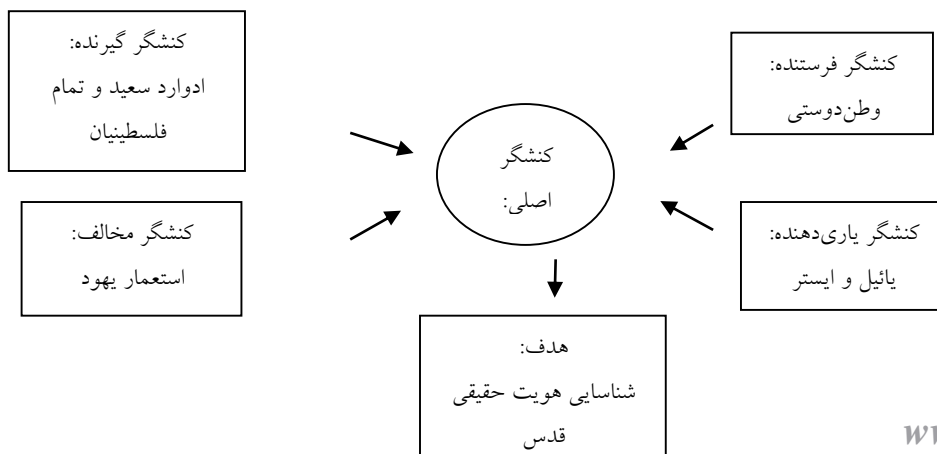 کنشگر گیرنده:
ادوارد سعید و تمام
فلسطینیان
کنشگر فرستنده:
وطن‌دوستی
کنشگر
اصلی:
کنشگر مخالف:
استعمار یهود
کنشگر یاری‌دهنده:
یائیل و ایستر
هدف:
شناسایی هویت حقیقی
قدس